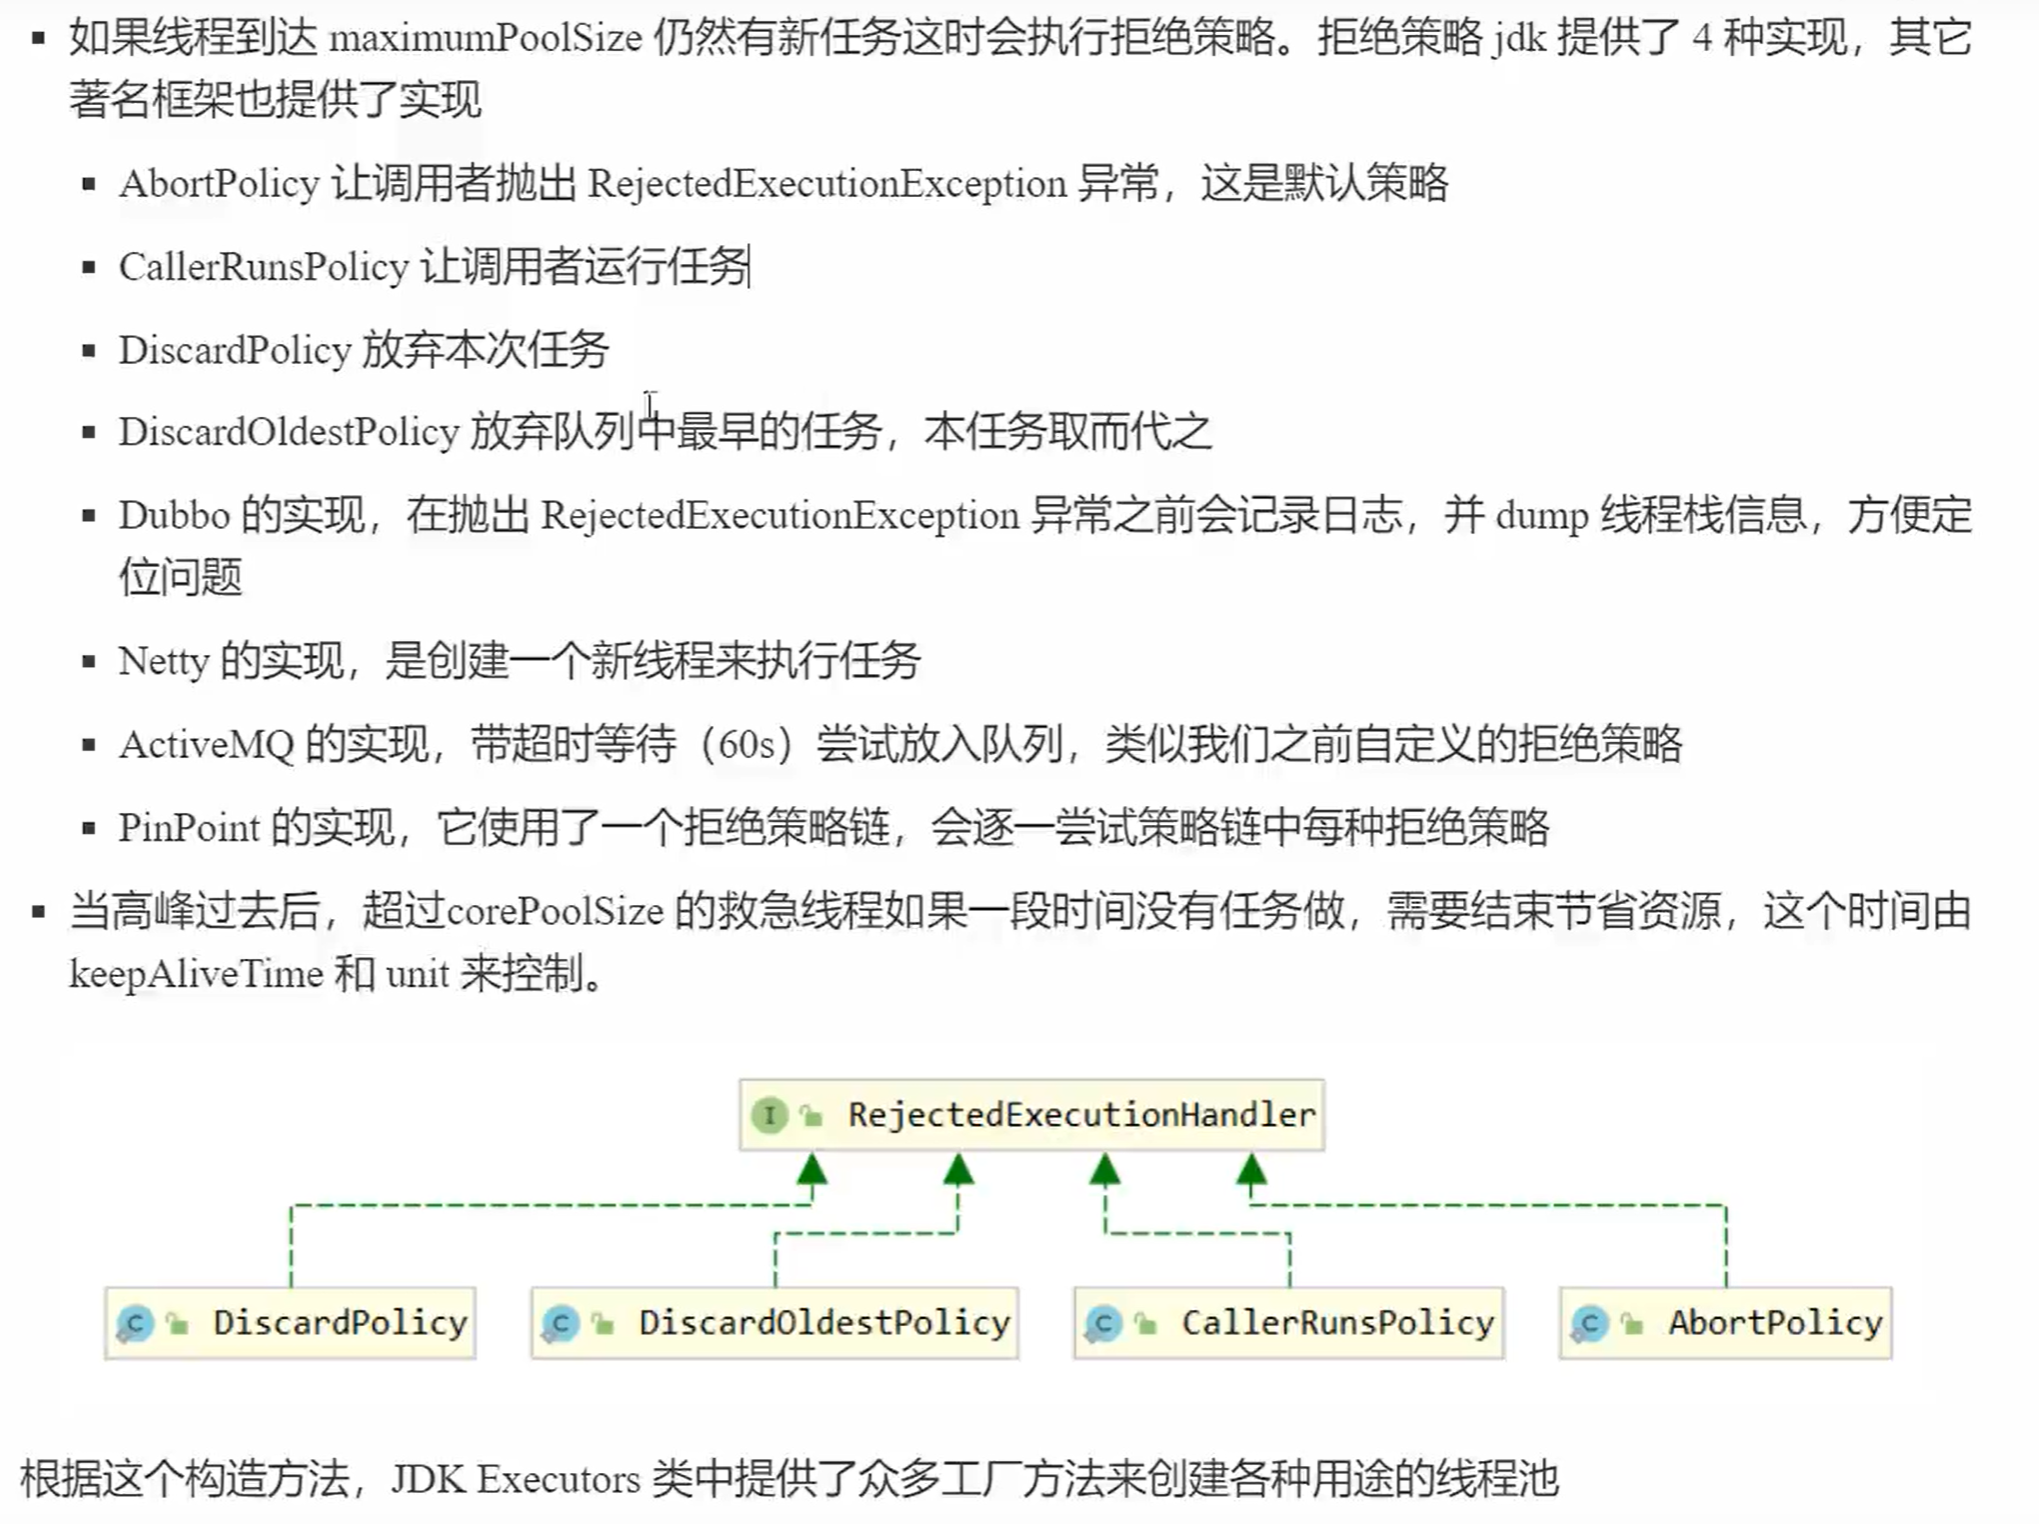 如果线程到达 maximumPoolSize 仍然有新任务这时会执行拒绝策略。拒绝策略 jdk 提供了 4 种实现，其它
著名框架也提供了实现
AbortPolicy 让调用者抛出 RejectedExecutionException 异常，这是默认策略
CallerRunsPolicy 让调用者运行任务
DiscardPolicy 放弃本次任务
DiscardOldestPolicy 放弃队列中最早的任务，本任务取而代之
Dubbo 的实现，在抛出 RejectedExecutionException 异常之前会记录日志，并 dump 线程栈信息，方便定
位问题
Netty 的实现，是创建一个新线程来执行任务
ActiveMQ 的实现，带超时等待（60s）尝试放入队列，类似我们之前自定义的拒绝策略
PinPoint 的实现，它使用了一个拒绝策略链，会逐一尝试策略链中每种拒绝策略
当高峰过去后，超过corePoolSize 的救急线程如果一段时间没有任务做，需要结束节省资源，这个时间由
keepAliveTime 和 unit 来控制。
I RejectedExecutionHandler
C DiscardPolicy
C DiscardOldestPolicy
C CallerRunsPolicy
C AbortPolicy
根据这个构造方法，JDK Executors 类中提供了众多工厂方法来创建各种用途的线程池